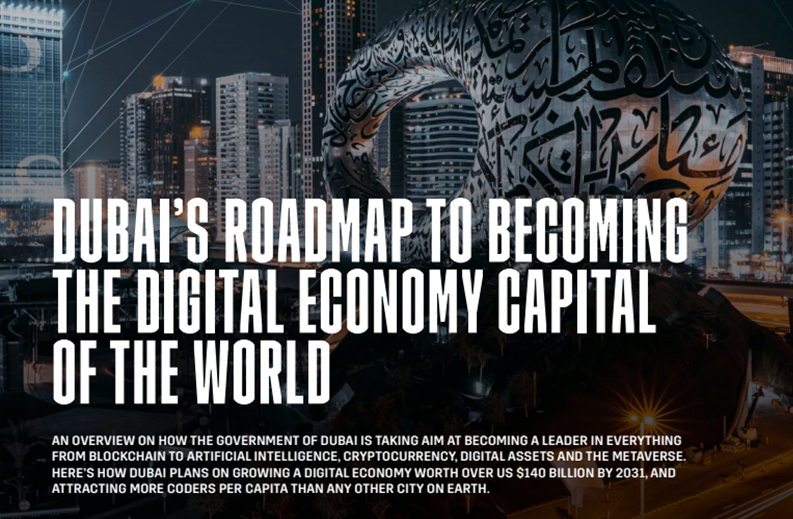 DUBAI'S ROADMAP TO BECOMING
THE DIGITAL ECONOMY CAPITAL
OF THE WORLD
AN OVERVIEW ON HOW THE GOVERNMENT OF DUBAI IS TAKING AIM AT BECOMING A LEADER IN EVERYTHING
FROM BLOCKCHAIN TO ARTIFICIAL INTELLIGENCE, CRYPTOCURRENCY, DIGITAL ASSETS AND THE METAVERSE.
HERE'S HOW DUBAI PLANS ON GROWING A DIGITAL ECONOMY WORTH OVER US $140 BILLION BY 2031, AND
ATTRACTING MORE CODERS PER CAPITA THAN ANY OTHER CITY ON EARTH.